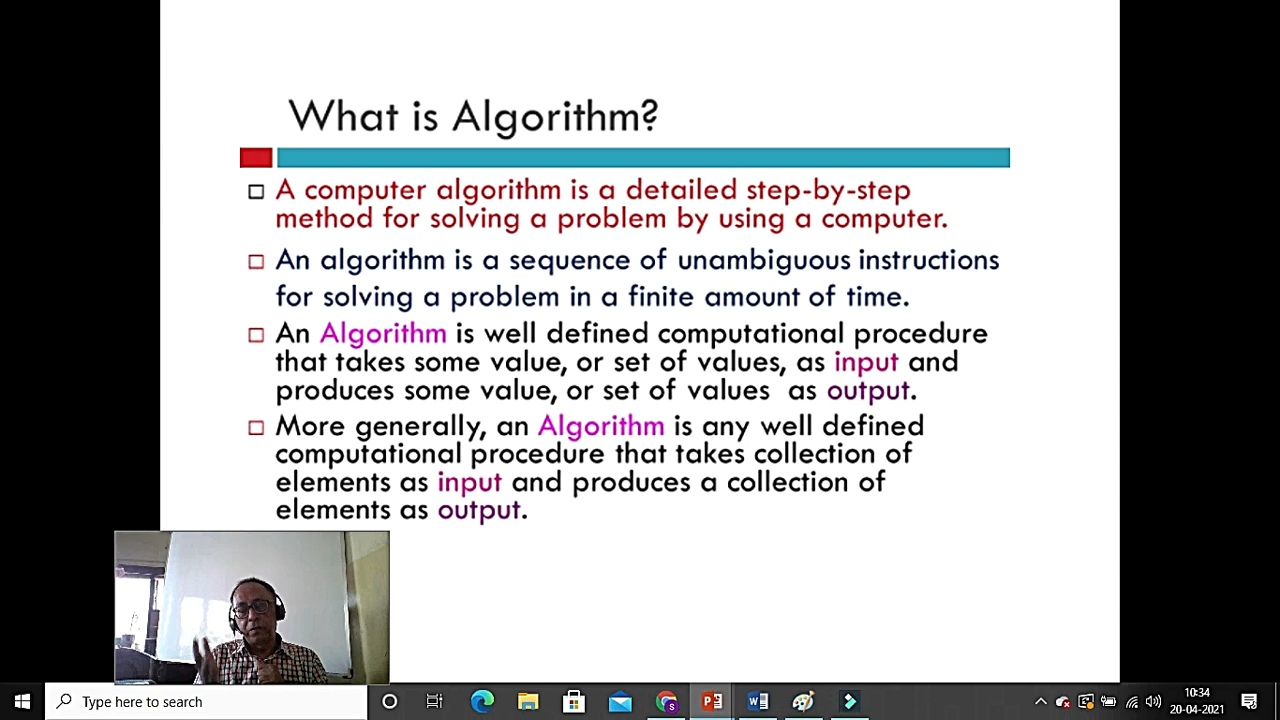 What is Algorithm?
A computer algorithm is a detailed step-by-step
method for solving a problem by using a computer.
An algorithm is a sequence of unambiguous instructions
for solving a problem in a finite amount of time.
An Algorithm is well defined computational procedure
that takes some value, or set of values, as input and
produces some value, or set of values as output.
More generally, an Algorithm is any well defined
computational procedure that takes collection of
elements as input and produces a collection of
elements as output.
Type here to search
10:34
20-04-2021